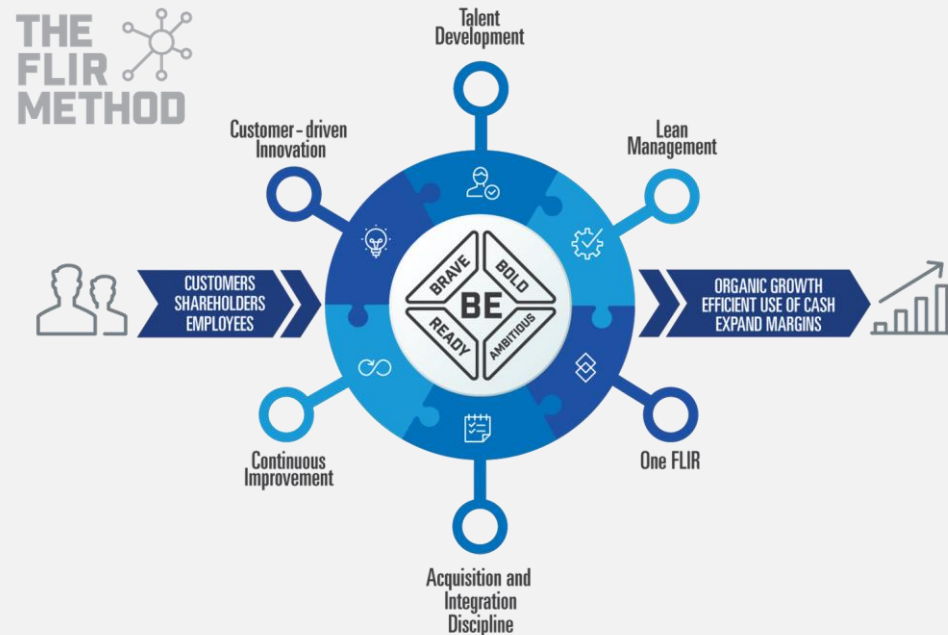 THE
FLIR
METHOD
Talent
Development
Customer-driven
Innovation
Lean
Management
CUSTOMERS
SHAREHOLDERS
EMPLOYEES
BRAVE
BOLD
BE
READY
AMBITIOUS
ORGANIC GROWTH
EFFICIENT USE OF CASH
EXPAND MARGINS
Continuous
Improvement
One FLIR
Acquisition and
Integration
Discipline